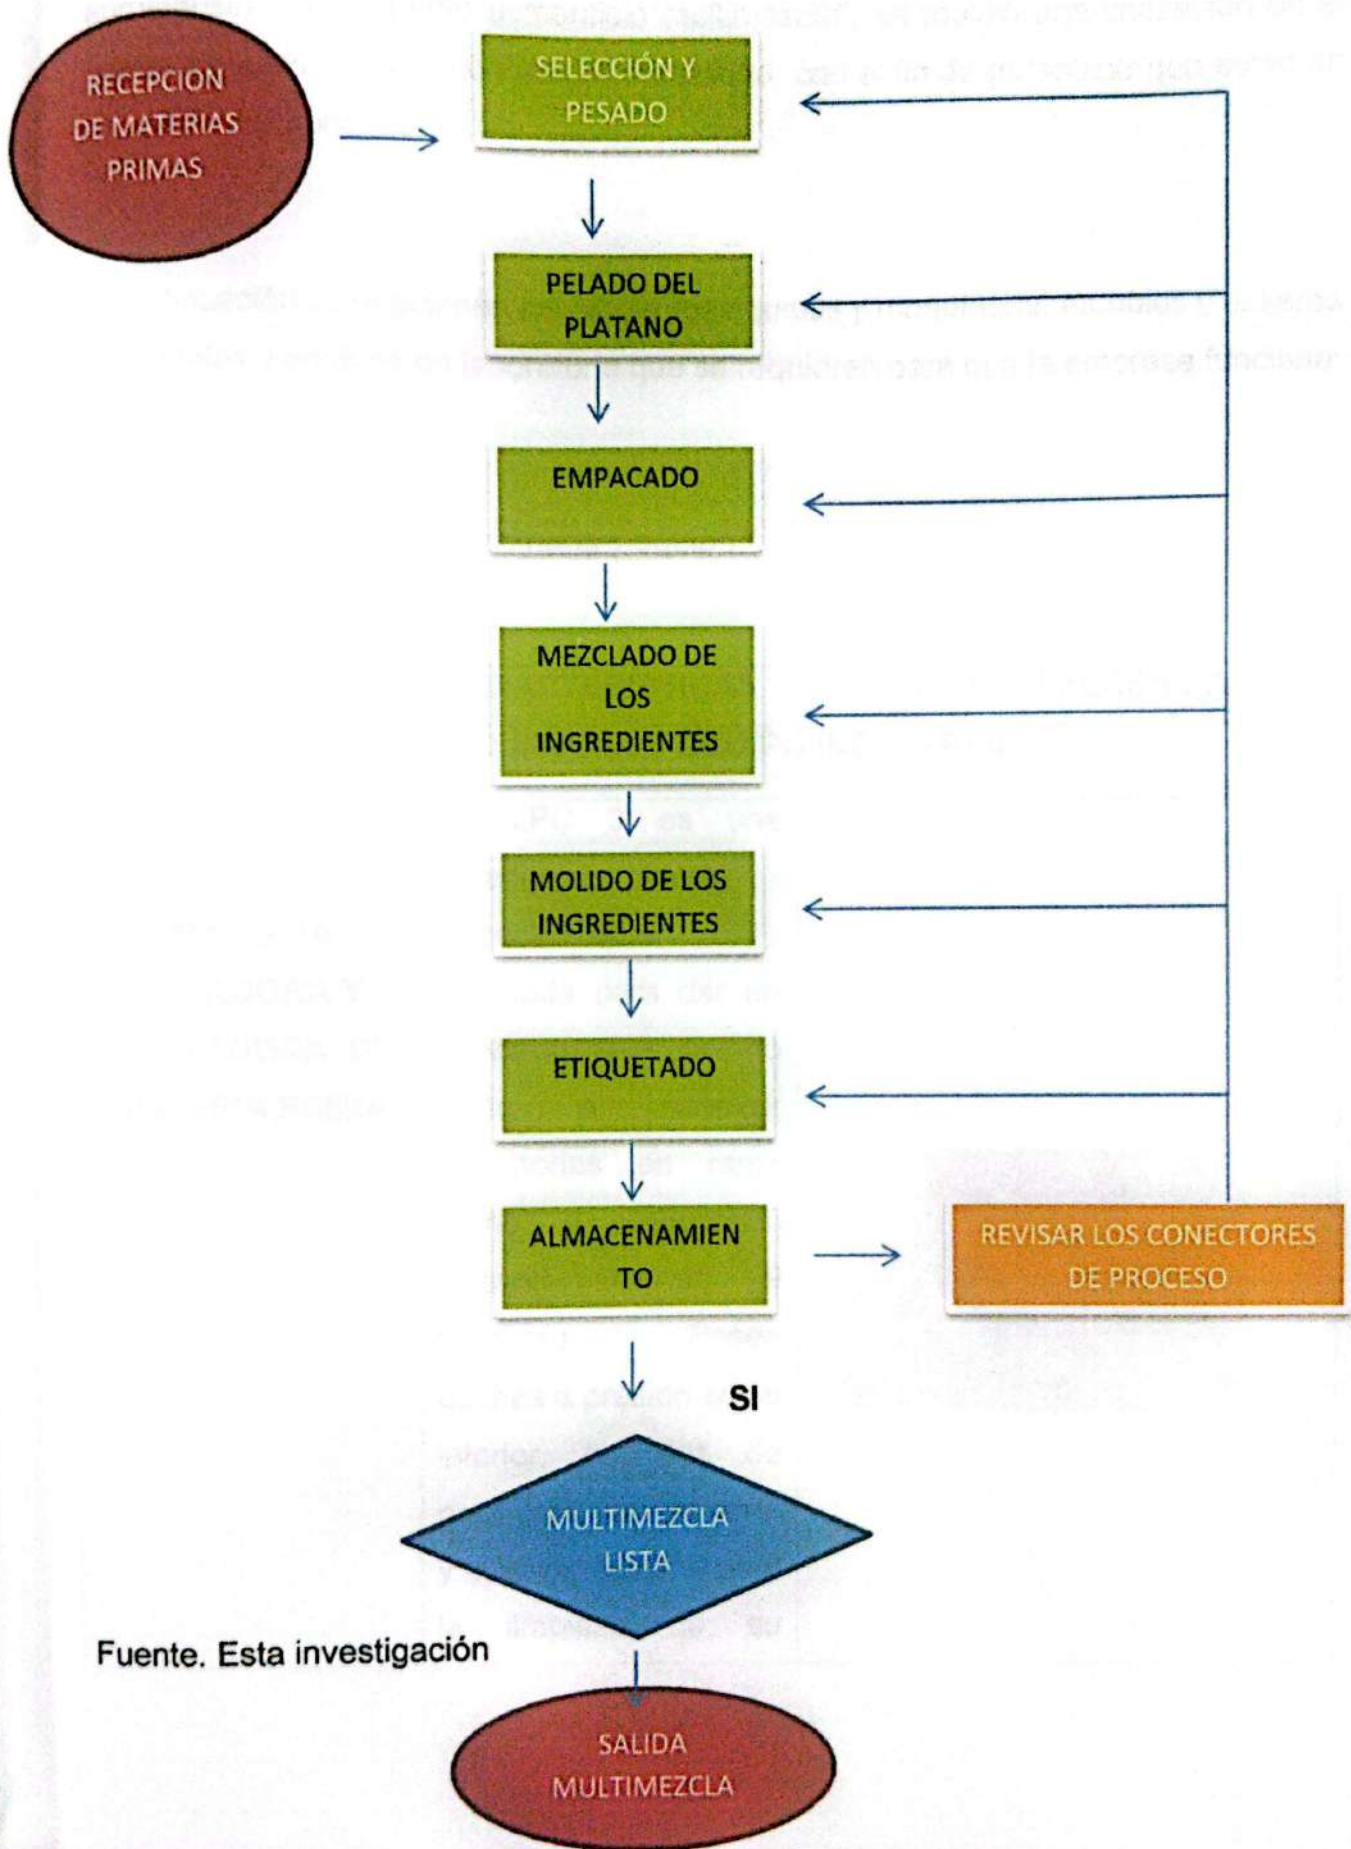 RECEPCION
DE MATERIAS
PRIMAS
SELECCIÓN Y
PESADO
PELADO DEL
PLATANO
EMPACADO
MEZCLADO DE
LOS
INGREDIENTES
MOLIDO DE LOS
INGREDIENTES
ETIQUETADO
ALMACENAMIEN
TO
REVISAR LOS CONECTORES
DE PROCESO
SI
MULTIMEZCLA
LISTA
Fuente. Esta investigación
SALIDA
MULTIMEZCLA